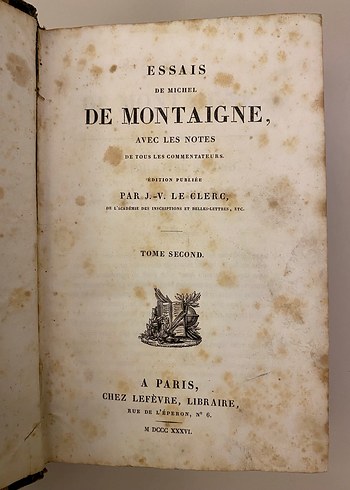 ESSAIS
DE MICHEL
DE MONTAIGNE,
AVEC LES NOTES
DE TOUS LES COMMENTATEURS.
ÉDITION PUBLIÉE
PAR J.-V. LE CLERC,
DE L'ACADÉMIE DES INSCRIPTIONS ET BELLES-LETTRES, ETC.
TOME SECOND.
A PARIS,
CHEZ LEFÈVRE, LIBRAIRE,
RUE DE L'ÉPERON, Nº 6.
M DCCC XXXVI.